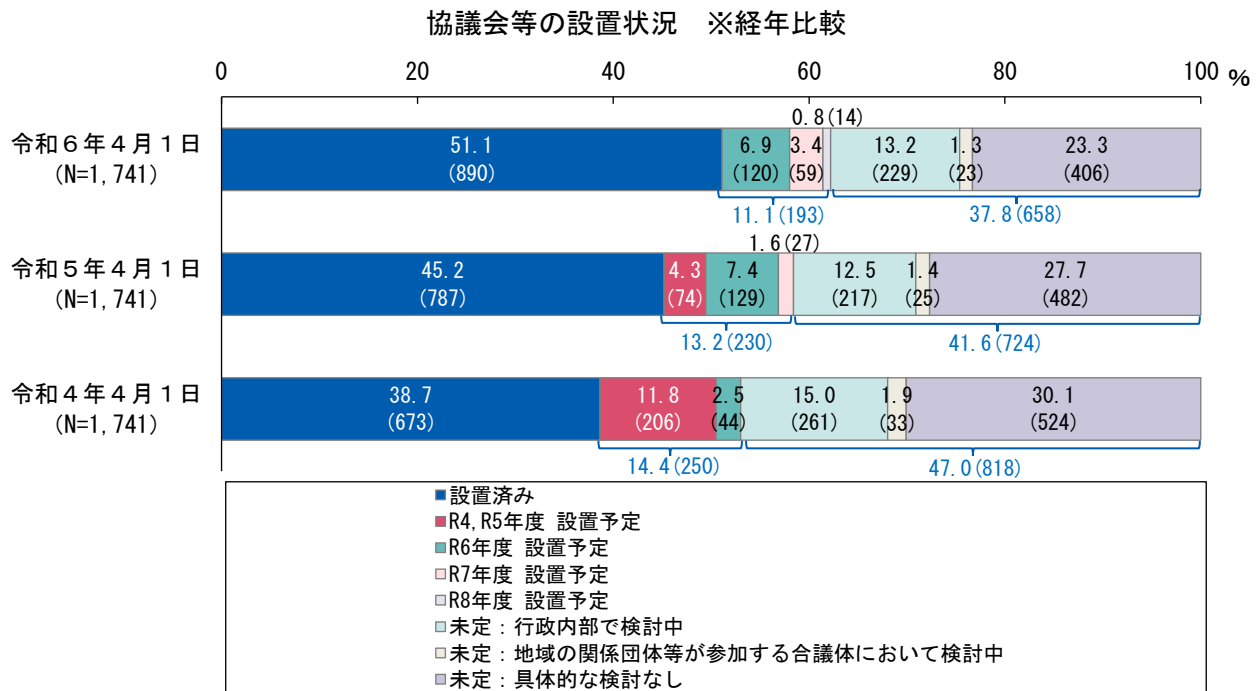 協議会等の設置状況　※経年比較
0 20 40 60 80 100 %
0.8(14)
令和６年４月１日
(N=1,741)
51.1 6.9 3.4 13.2 1.3 23.3
(890) (120) (59) (229) (23) (406)
11.1(193) 37.8(658)
1.6(27)
令和５年４月１日
(N=1,741)
45.2 4.3 7.4 12.5 1.4 27.7
(787) (74) (129) (217) (25) (482)
13.2(230) 41.6(724)
令和４年４月１日
(N=1,741)
38.7 11.8 2.5 15.0 1.9 30.1
(673) (206) (44) (261) (33) (524)
14.4(250) 47.0(818)
設置済み
R4,R5年度 設置予定
R6年度 設置予定
R7年度 設置予定
R8年度 設置予定
未定：行政内部で検討中
未定：地域の関係団体等が参加する合議体において検討中
未定：具体的な検討なし